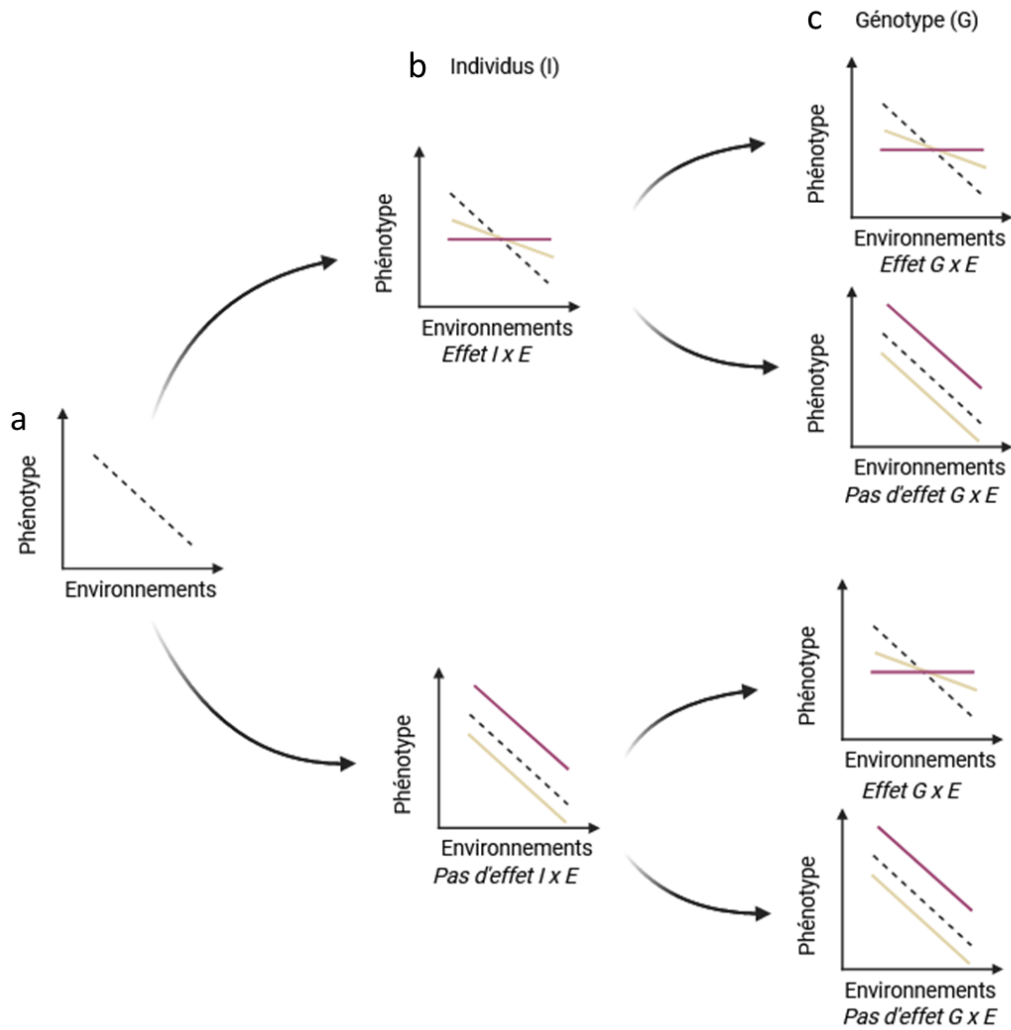 a
Phénotype
Environnements
b Individus (I)
Phénotype
Environnements
Effet I x E
Phénotype
Environnements
Pas d'effet I x E
c Génotype (G)
Phénotype
Environnements
Effet G x E
Phénotype
Environnements
Pas d'effet G x E
Phénotype
Environnements
Effet G x E
Phénotype
Environnements
Pas d'effet G x E